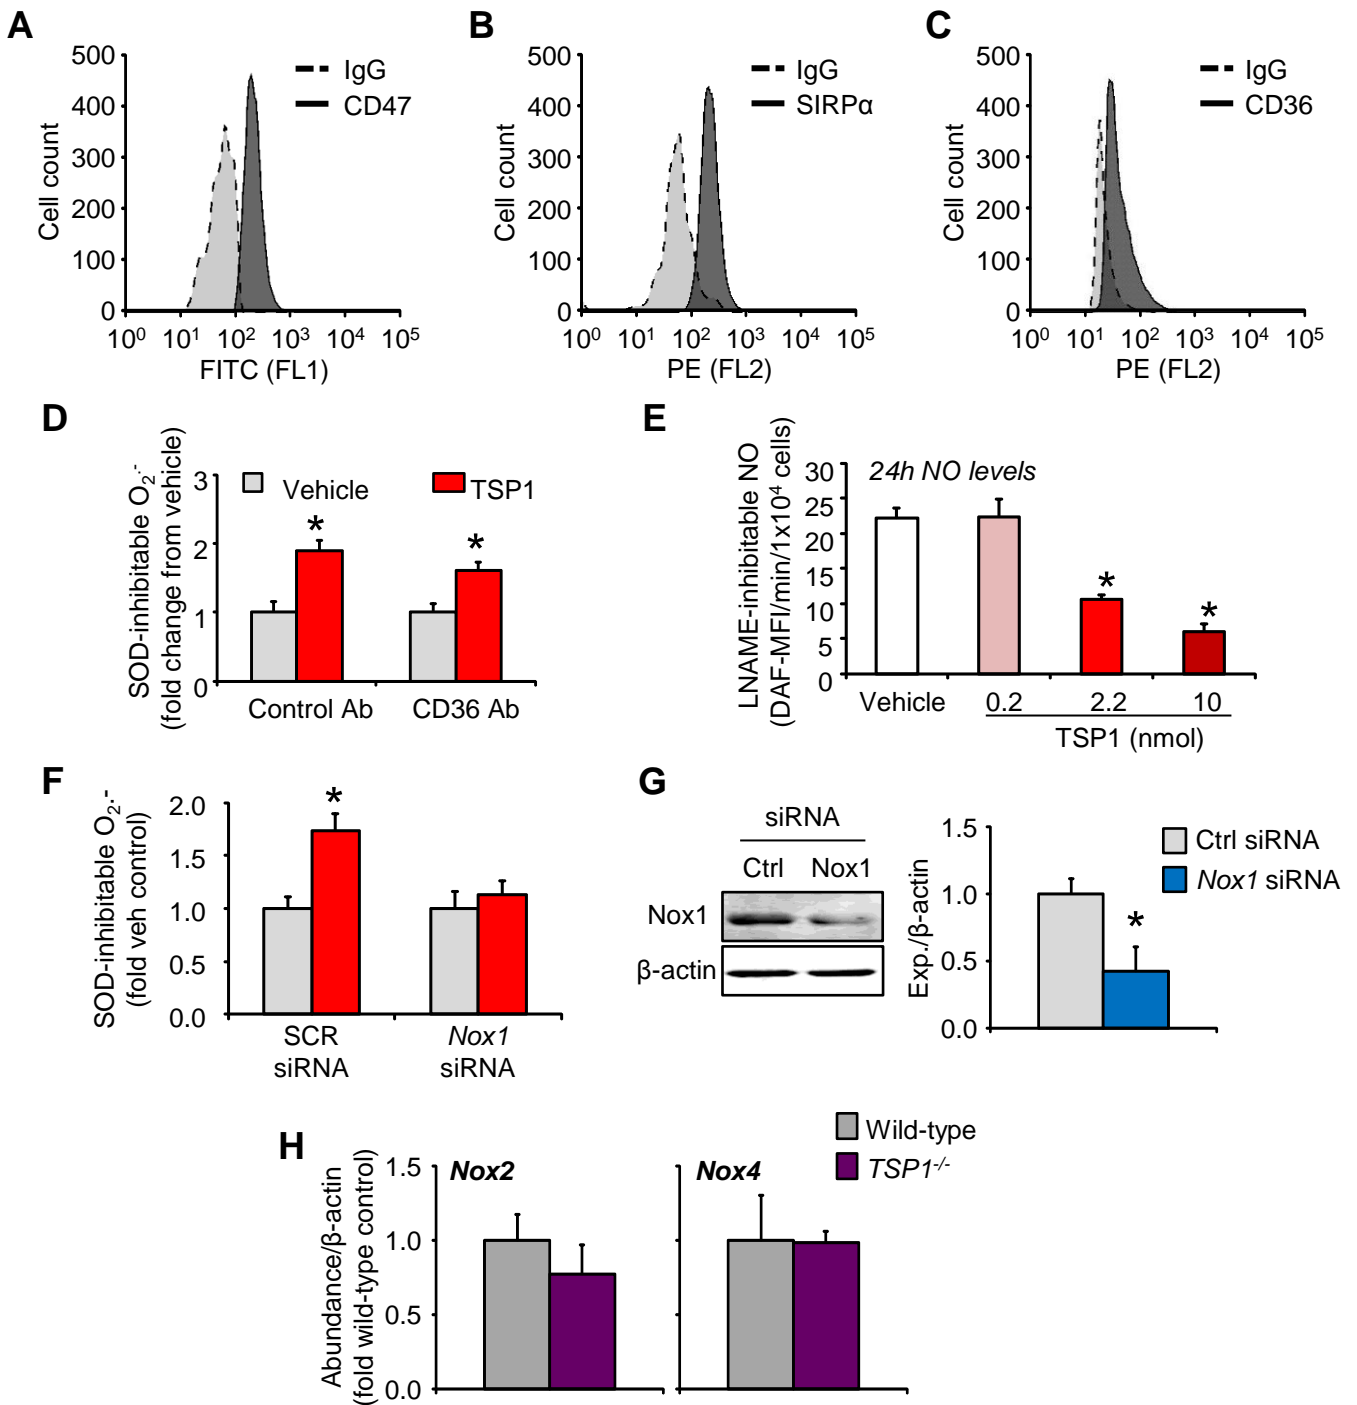 A
500
400
300
200
100
0
Cell count
IgG
CD47
10⁰ 10¹ 10² 10³ 10⁴ 10⁵
FITC (FL1)
B
500
400
300
200
100
0
Cell count
IgG
SIRPα
10⁰ 10¹ 10² 10³ 10⁴ 10⁵
PE (FL2)
C
500
400
300
200
100
0
Cell count
IgG
CD36
10⁰ 10¹ 10² 10³ 10⁴ 10⁵
PE (FL2)
D
SOD-inhibitable O₂·⁻
(fold change from vehicle)
3
2
1
0
Vehicle TSP1
* *
Control Ab CD36 Ab
E
LNAME-inhibitable NO
(DAF-MFI/min/1x10⁴ cells)
30
25
20
15
10
5
0
24h NO levels
* *
Vehicle 0.2 2.2 10
TSP1 (nmol)
F
SOD-inhibitable O₂·-
(fold veh control)
2.0
1.5
1.0
0.5
0.0
*
SCR Nox1
siRNA siRNA
G
siRNA
Ctrl Nox1
Nox1
β-actin
Exp./β-actin
1.5
1.0
0.5
0.0
*
Ctrl siRNA
Nox1 siRNA
H
Wild-type
TSP1⁻/⁻
Abundance/β-actin
(fold wild-type control)
1.5
1.0
0.5
0.0
Nox2 Nox4